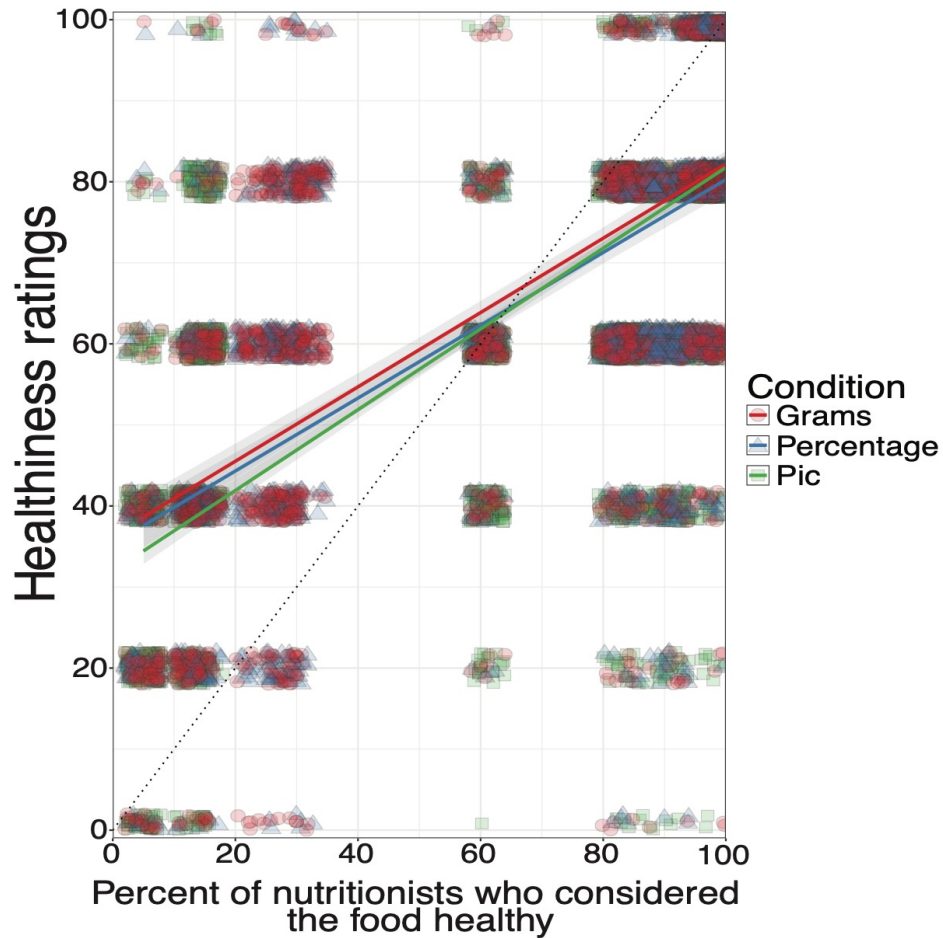 100
80
60
40
20
0
Healthiness ratings
0 20 40 60 80 100
Percent of nutritionists who considered
the food healthy
Condition
Grams
Percentage
Pic